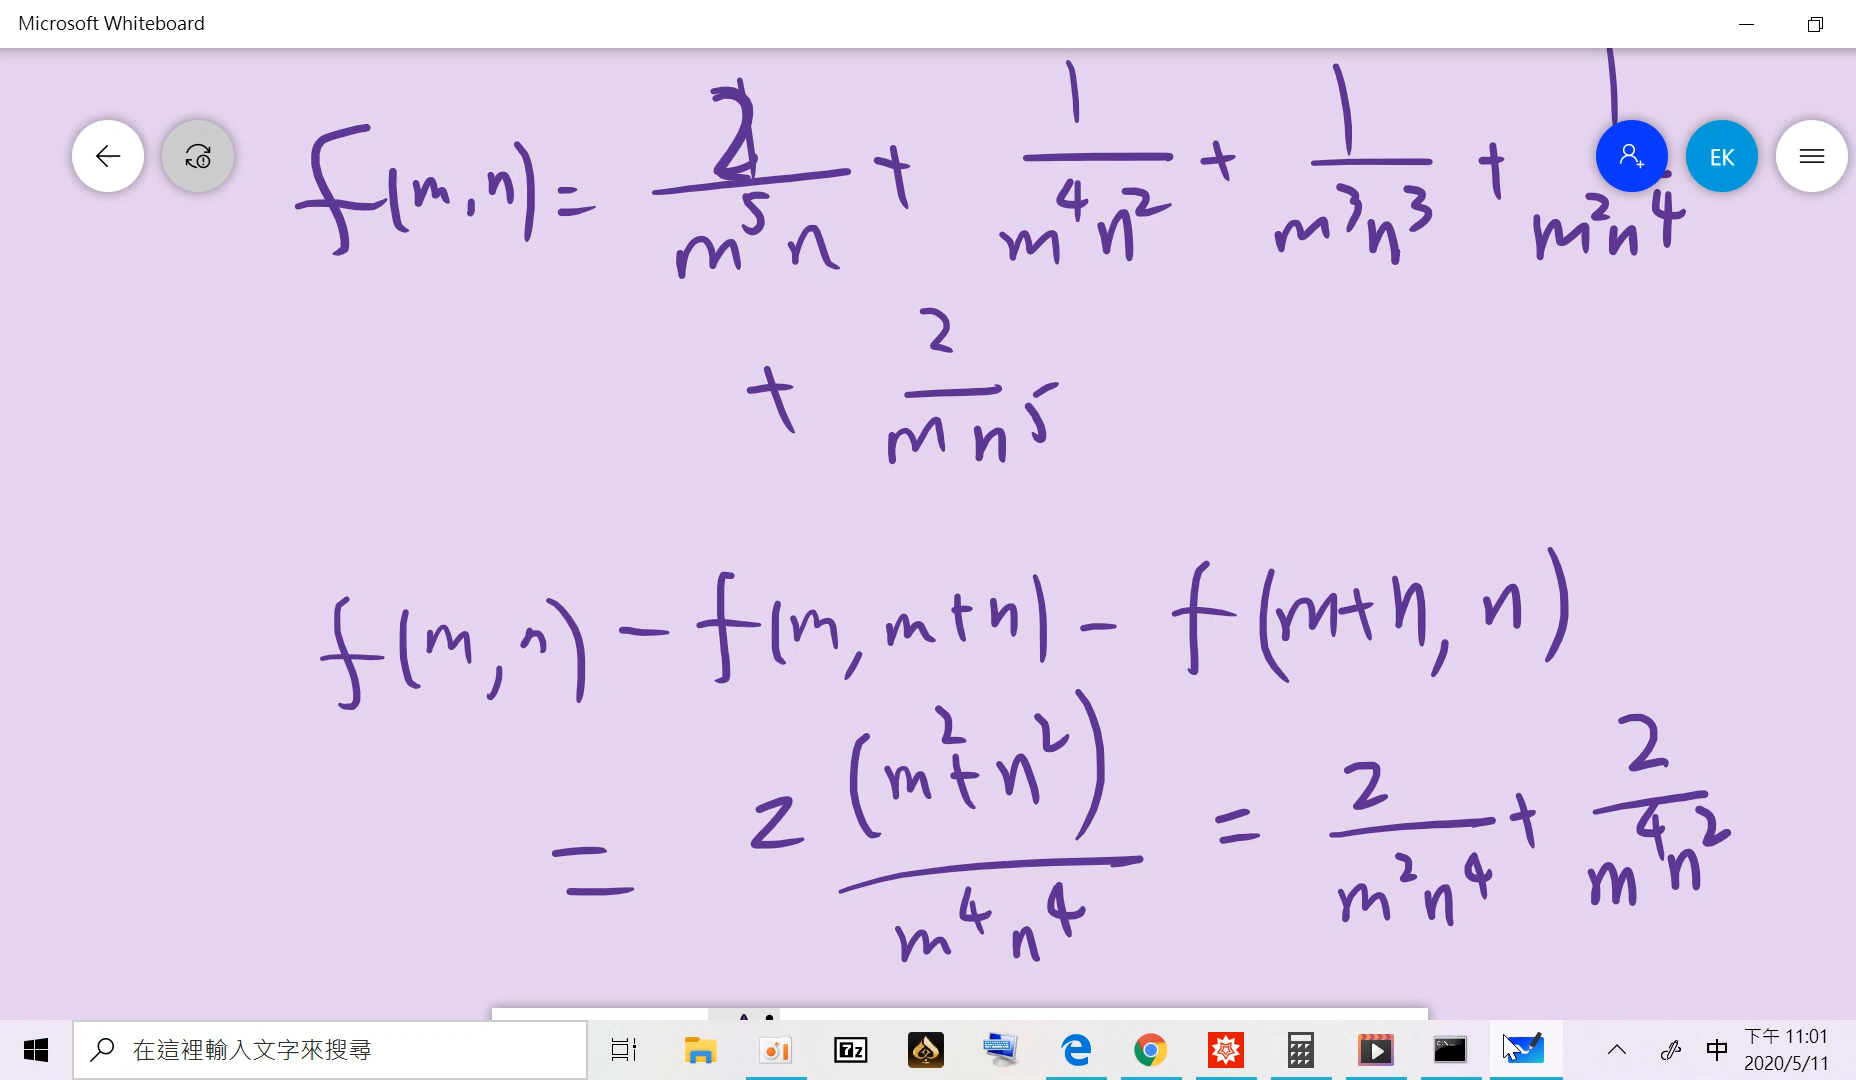 Microsoft Whiteboard
f(m,n) = 2/(m^5 n) + 1/(m^4 n^2) + 1/(m^3 n^3) + 1/(m^2 n^4)
EK
+ 2/(m n^5)
f(m,n) - f(m,m+n) - f(m+n,n)
= 2(m^2+n^2)/(m^4 n^4) = 2/(m^2 n^4) + 2/(m^4 n^2)
在這裡輸入文字來搜尋
7z
中
下午 11:01
2020/5/11